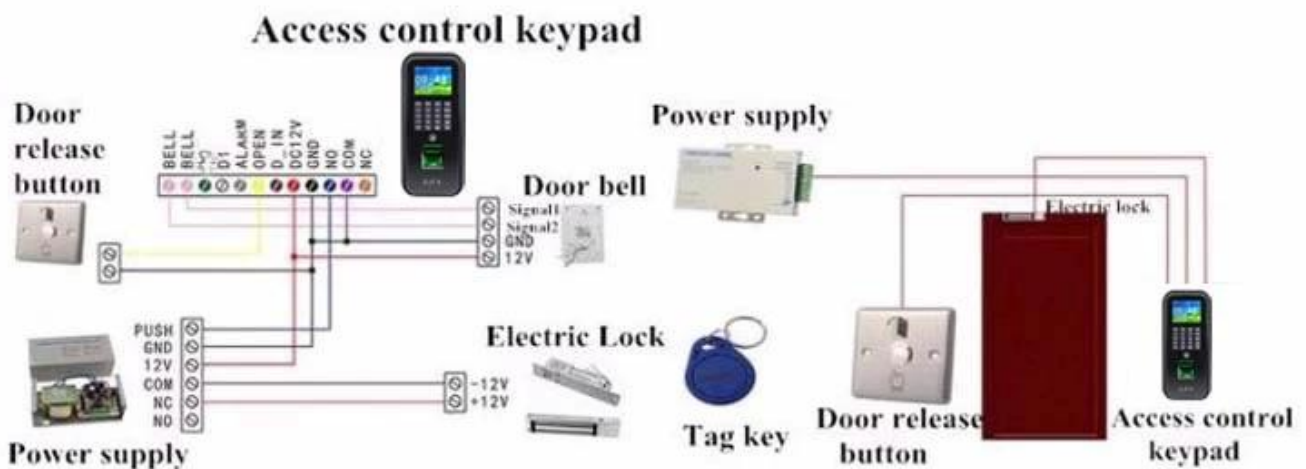 Access control keypad
Door
release
button
BELL
BELL
D1
ALARM
OPEN
D_IN
DC12V
GND
NO
COM
NC
09:48
Door bell
Signal1
Signal2
GND
12V
PUSH
GND
12V
COM
NC
NO
Power supply
Electric Lock
-12V
+12V
Tag key
Power supply
Electric lock
Door release
button
Access control
keypad